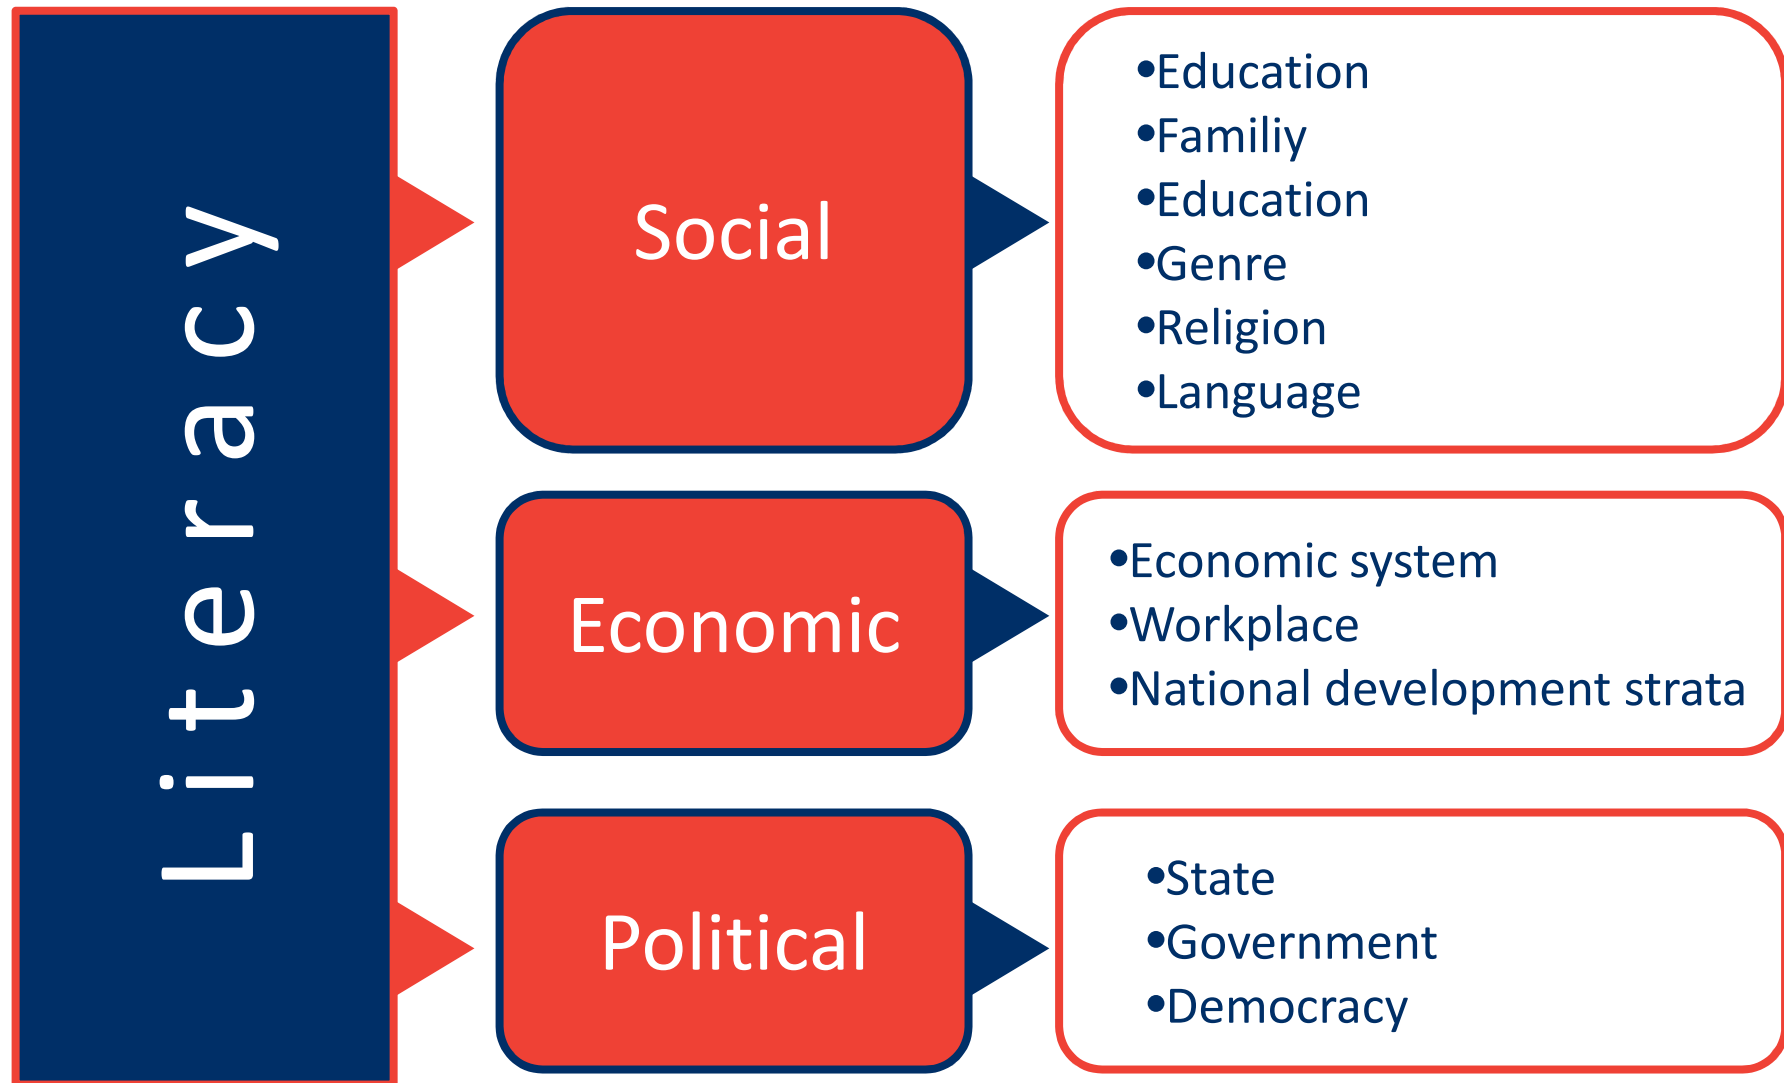 Literacy
Social
•Education
•Familiy
•Education
•Genre
•Religion
•Language
Economic
•Economic system
•Workplace
•National development strata
Political
•State
•Government
•Democracy